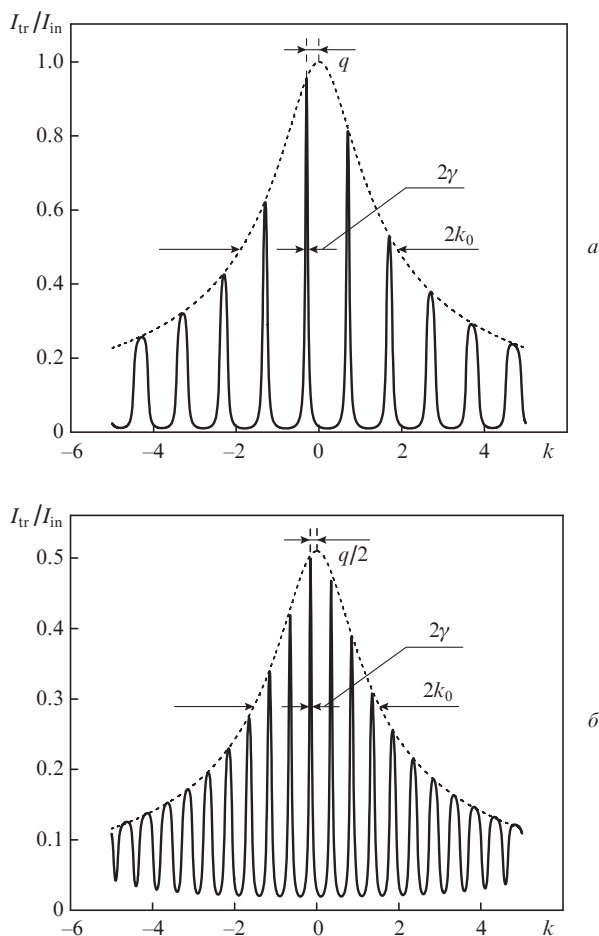 I_tr/I_in
q
1.0
0.8
2γ
0.6
2k_0
а
0.4
0.2
0
–6 –4 –2 0 2 4 k
I_tr/I_in
0.5
q/2
2γ
0.4
0.3
2k_0
б
0.2
0.1
0
–6 –4 –2 0 2 4 k